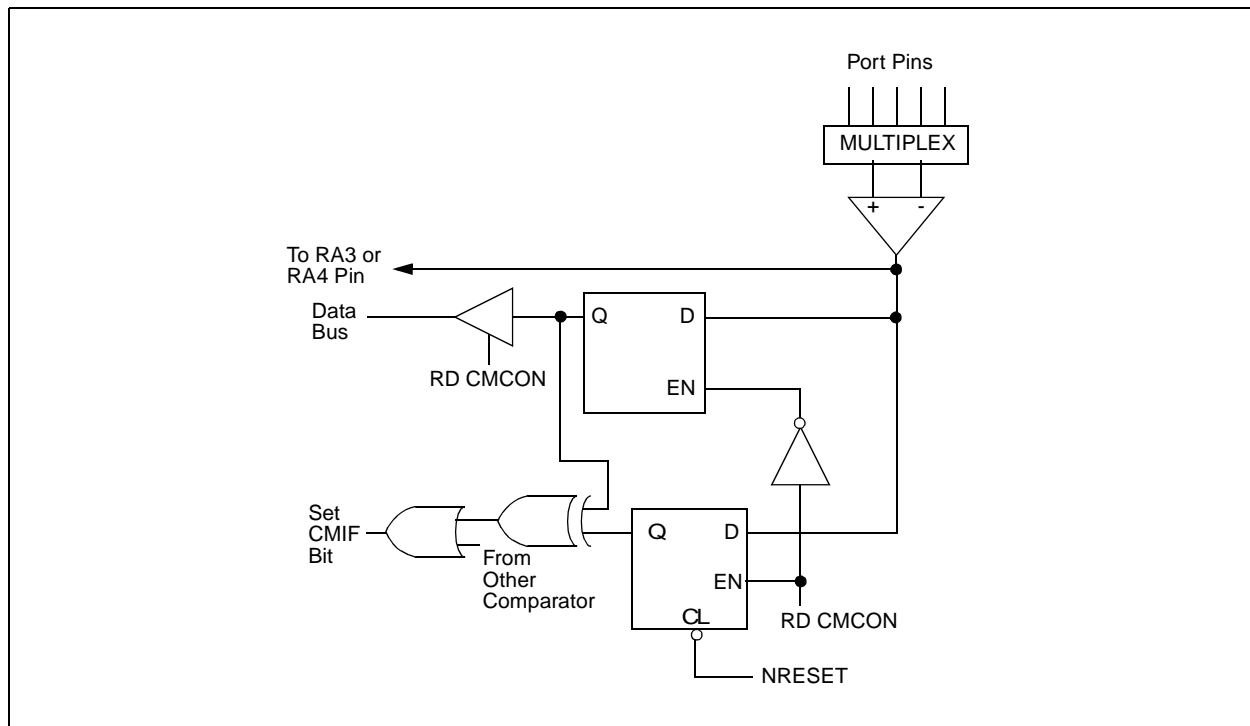 Port Pins
MULTIPLEX
+ -
To RA3 or
RA4 Pin
Data
Bus
Q D
RD CMCON
EN
Set
CMIF
Bit
From
Other
Comparator
Q D
EN
CL
RD CMCON
NRESET